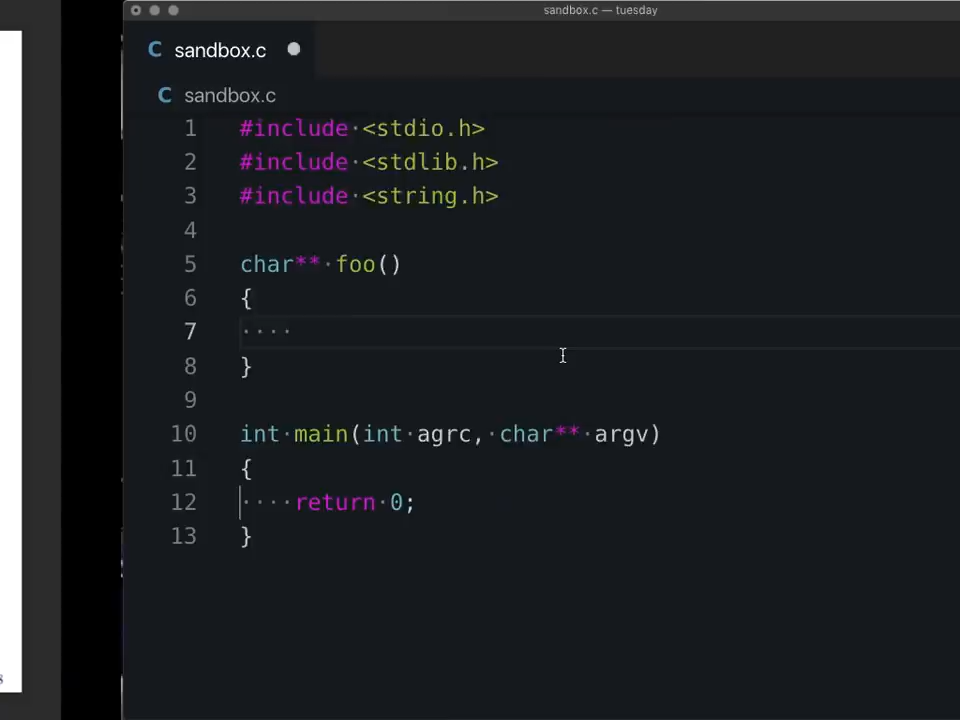 sandbox.c — tuesday
C sandbox.c
C sandbox.c
1 #include <stdio.h>
2 #include <stdlib.h>
3 #include <string.h>
4
5 char** foo()
6 {
7
8 }
9
10 int main(int agrc, char** argv)
11 {
12 return 0;
13 }